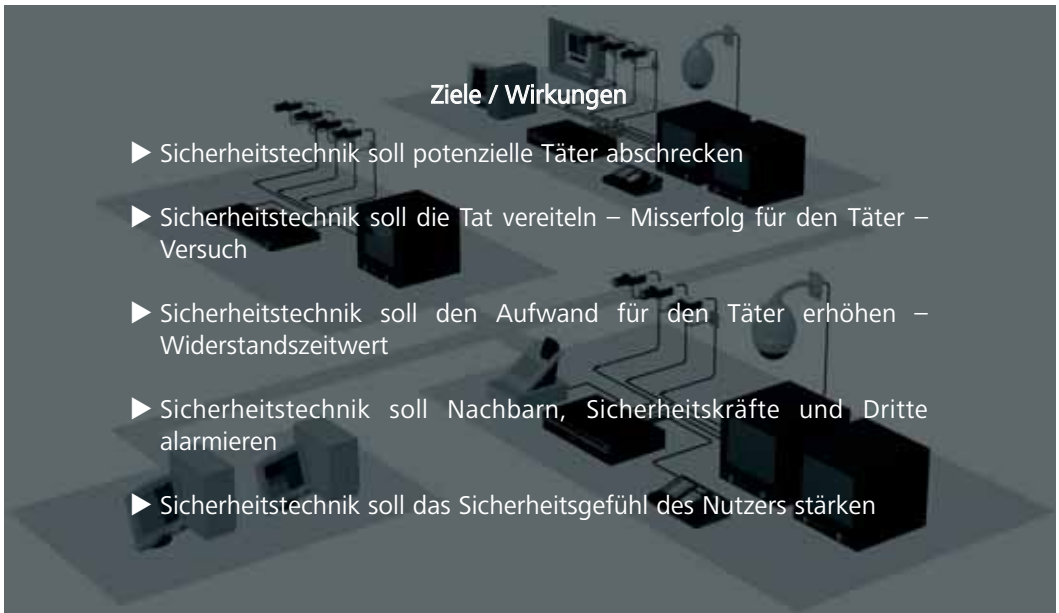 Ziele / Wirkungen
▶ Sicherheitstechnik soll potenzielle Täter abschrecken
▶ Sicherheitstechnik soll die Tat vereiteln – Misserfolg für den Täter –
Versuch
▶ Sicherheitstechnik soll den Aufwand für den Täter erhöhen –
Widerstandszeitwert
▶ Sicherheitstechnik soll Nachbarn, Sicherheitskräfte und Dritte
alarmieren
▶ Sicherheitstechnik soll das Sicherheitsgefühl des Nutzers stärken